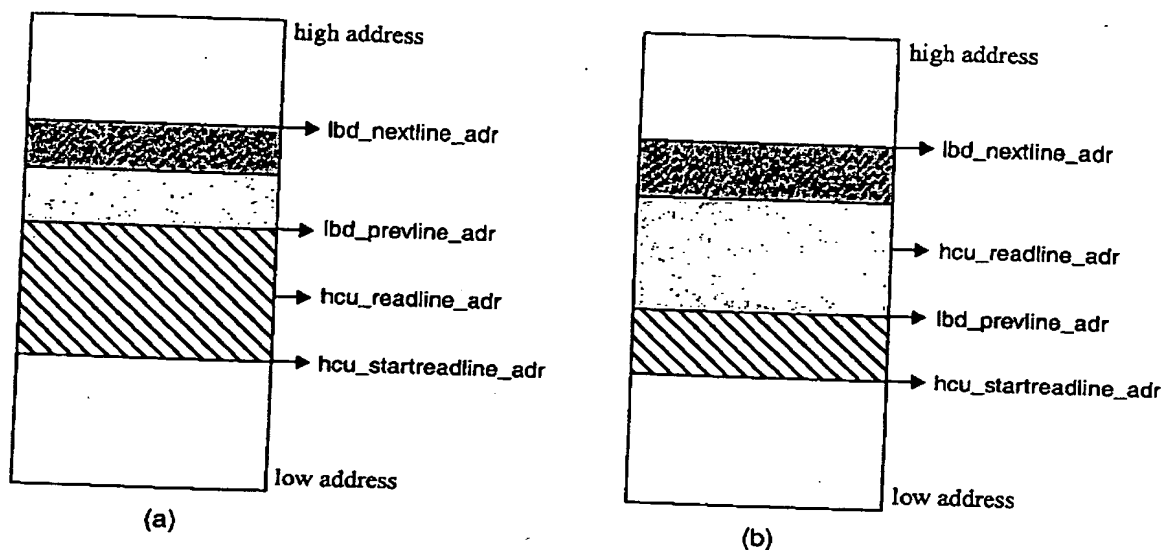 high address
lbd_nextline_adr
lbd_prevline_adr
hcu_readline_adr
hcu_startreadline_adr
low address
(a)
high address
lbd_nextline_adr
hcu_readline_adr
lbd_prevline_adr
hcu_startreadline_adr
low address
(b)